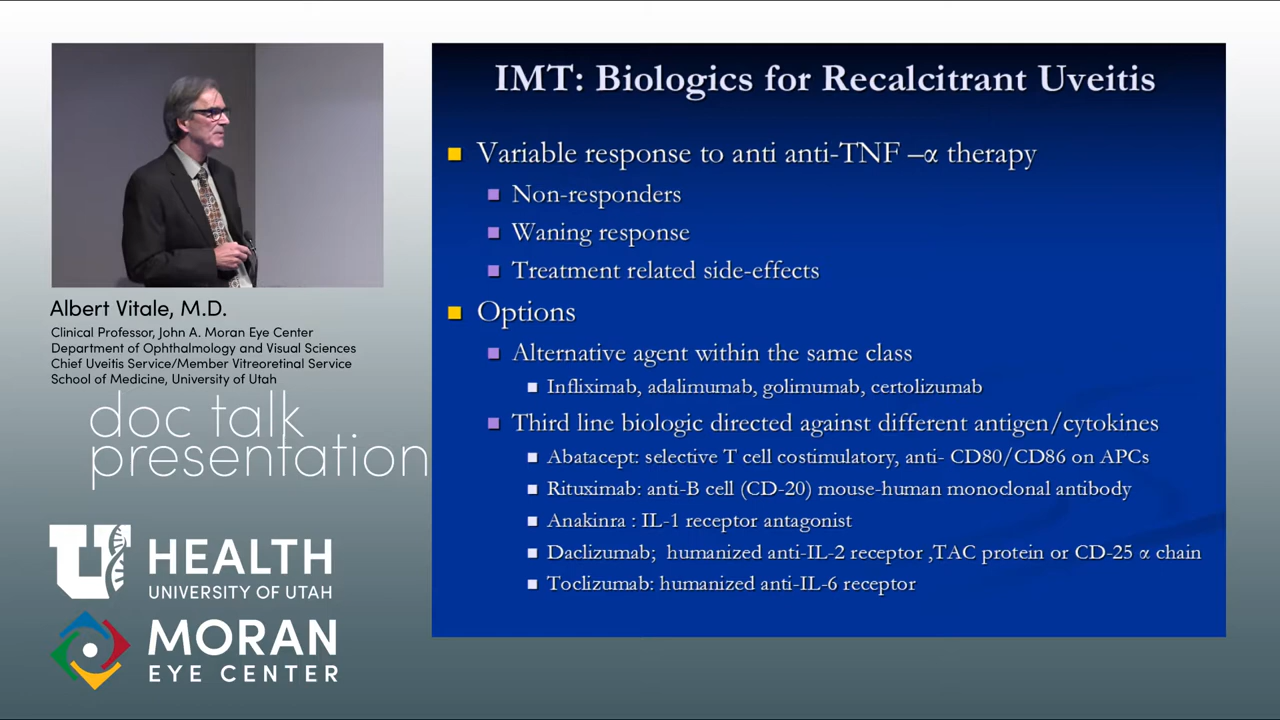 IMT: Biologics for Recalcitrant Uveitis
Variable response to anti anti-TNF –α therapy
Non-responders
Waning response
Treatment related side-effects
Options
Alternative agent within the same class
Infliximab, adalimumab, golimumab, certolizumab
Third line biologic directed against different antigen/cytokines
Abatacept: selective T cell costimulatory, anti- CD80/CD86 on APCs
Rituximab: anti-B cell (CD-20) mouse-human monoclonal antibody
Anakinra : IL-1 receptor antagonist
Daclizumab; humanized anti-IL-2 receptor ,TAC protein or CD-25 α chain
Toclizumab: humanized anti-IL-6 receptor
Albert Vitale, M.D.
Clinical Professor, John A. Moran Eye Center
Department of Ophthalmology and Visual Sciences
Chief Uveitis Service/Member Vitreoretinal Service
School of Medicine, University of Utah
doc talk
presentation
U HEALTH
UNIVERSITY OF UTAH
MORAN
EYE CENTER